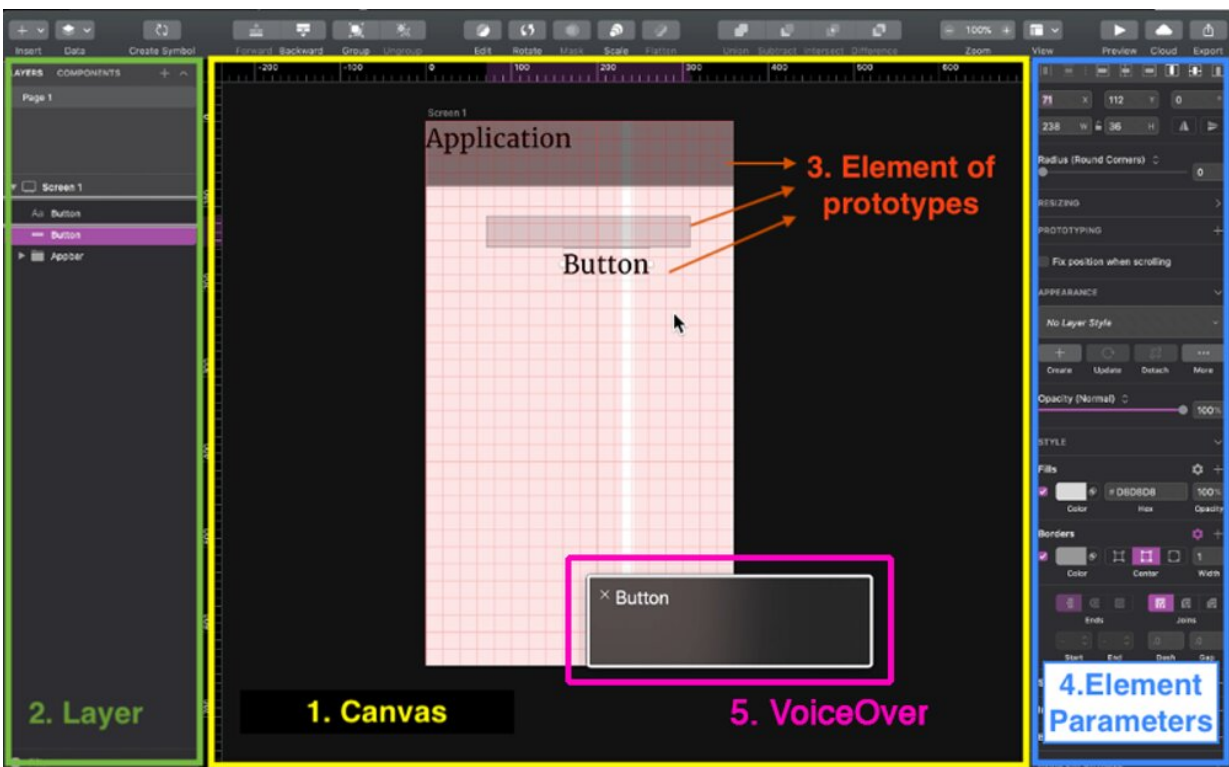 Insert Data Create Symbol Forward Backward Group Ungroup Edit Rotate Mask Scale Flatten Union Subtract Intersect Difference - 100% + Zoom View Preview Cloud Export
LAYERS COMPONENTS
Page 1
Screen 1
Aa Button
Button
Appbar
2. Layer
-200 -100 0 100 200 300 400 500 600
Screen 1
Application
Button
3. Element of
prototypes
× Button
1. Canvas
5. VoiceOver
71 X 112 Y 0 °
238 W 36 H
Radius (Round Corners)
0
RESIZING
PROTOTYPING
Fix position when scrolling
APPEARANCE
No Layer Style
Create Update Detach More
Opacity (Normal)
100%
STYLE
Fills
# D8D8D8 100%
Color Hex Opacity
Borders
1
Color Center Width
Ends Joins
- - 0 0
Start End Dash Gap
4.Element
Parameters